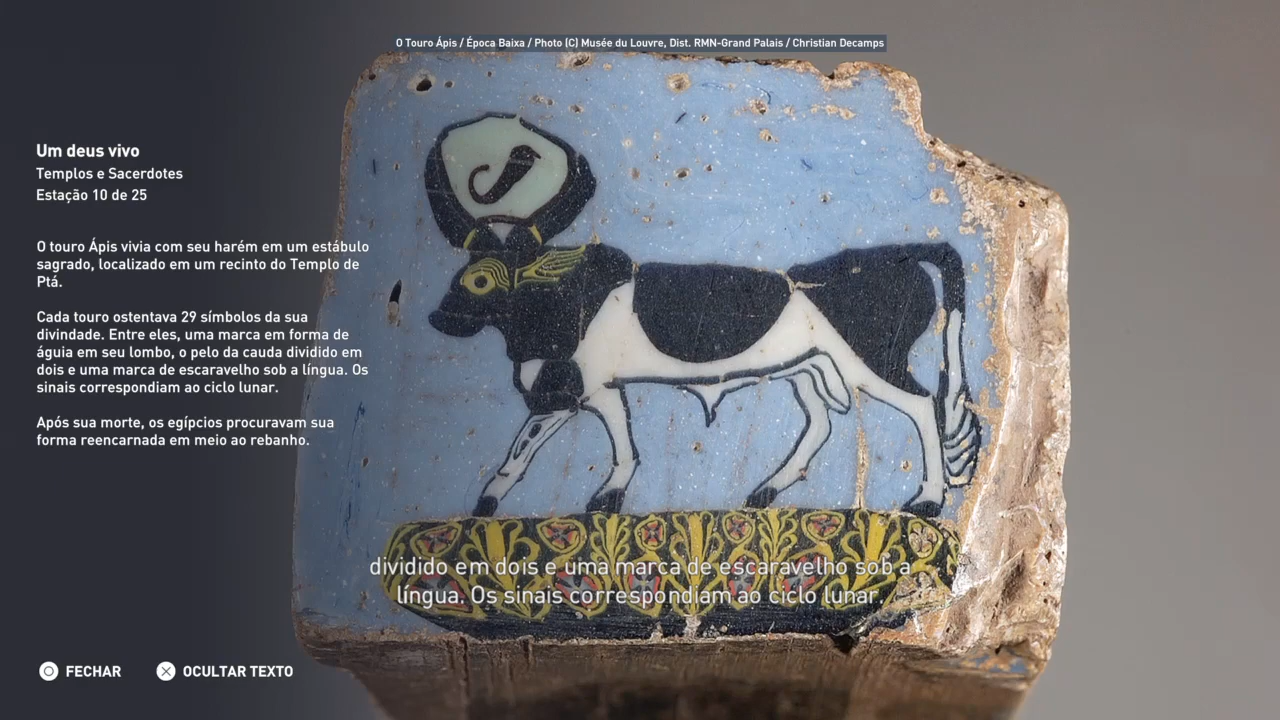 O Touro Ápis / Época Baixa / Photo (C) Musée du Louvre, Dist. RMN-Grand Palais / Christian Decamps
Um deus vivo
Templos e Sacerdotes
Estação 10 de 25
O touro Ápis vivia com seu harém em um estábulo
sagrado, localizado em um recinto do Templo de
Ptá.
Cada touro ostentava 29 símbolos da sua
divindade. Entre eles, uma marca em forma de
águia em seu lombo, o pelo da cauda dividido em
dois e uma marca de escaravelho sob a língua. Os
sinais correspondiam ao ciclo lunar.
Após sua morte, os egípcios procuravam sua
forma reencarnada em meio ao rebanho.
dividido em dois e uma marca de escaravelho sob a
língua. Os sinais correspondiam ao ciclo lunar.
FECHAR
OCULTAR TEXTO